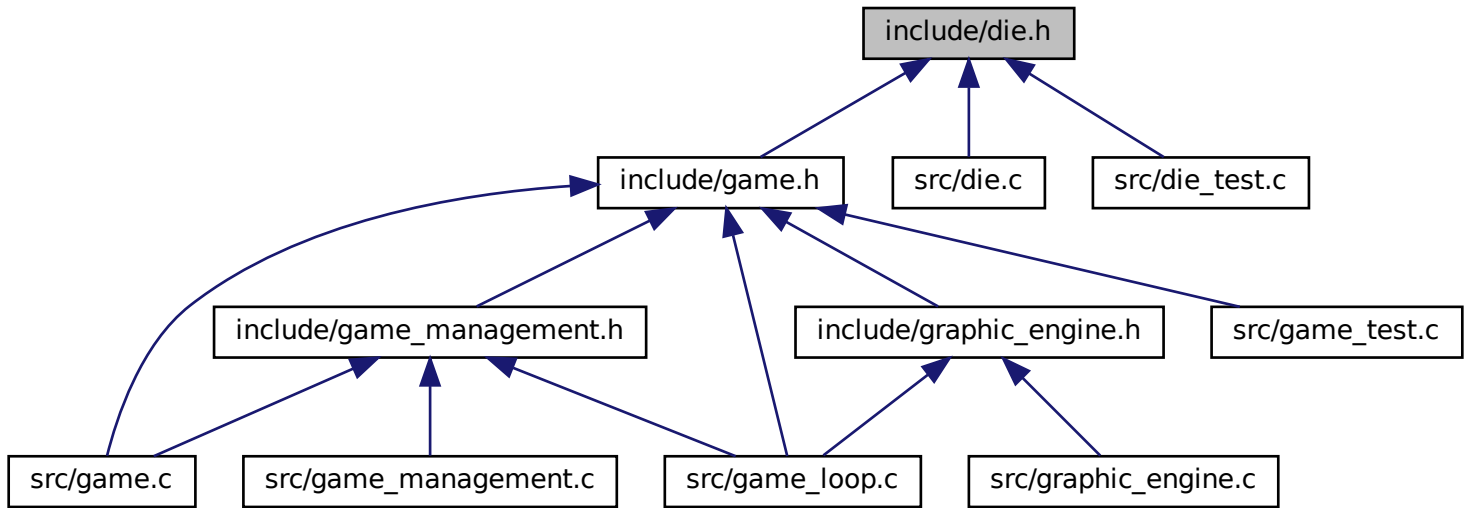 include/die.h
include/game.h
src/die.c
src/die_test.c
include/game_management.h
include/graphic_engine.h
src/game_test.c
src/game.c
src/game_management.c
src/game_loop.c
src/graphic_engine.c